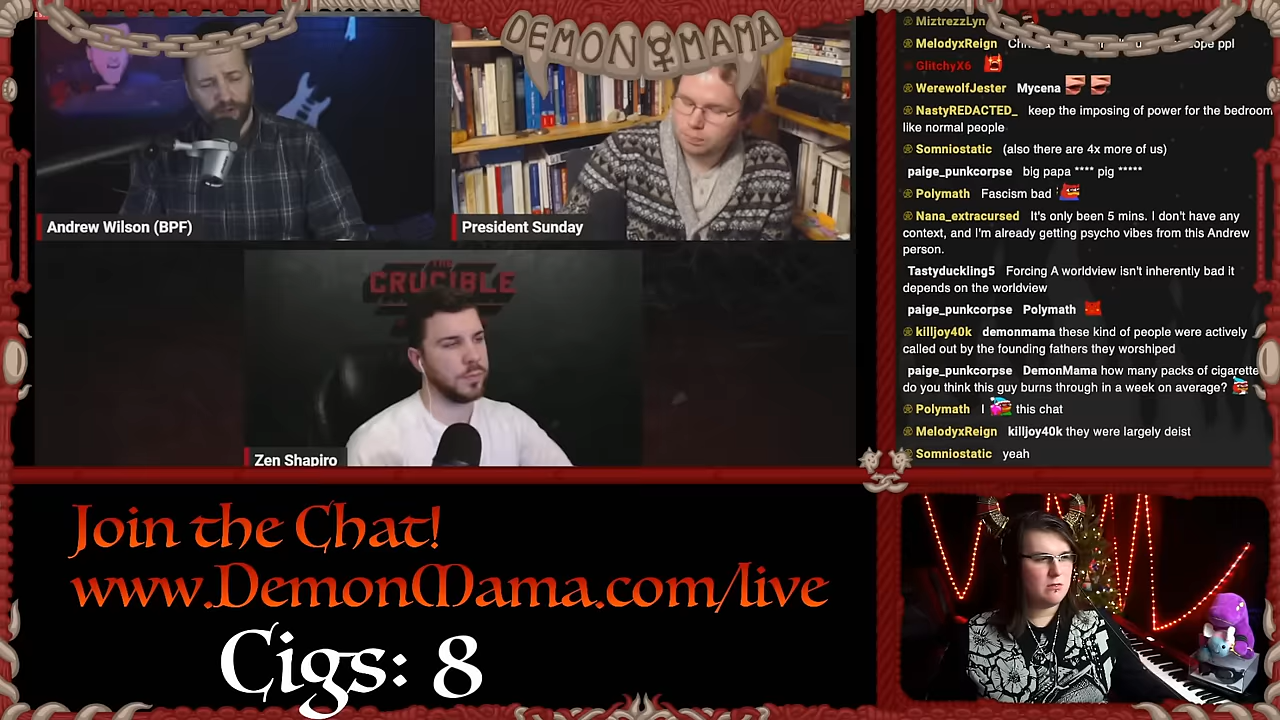 DEMON MAMA
Andrew Wilson (BPF)
President Sunday
THE
CRUCIBLE
Zen Shapiro
MiztrezzLyn
MelodyxReign
ppl
GlitchyX6
WerewolfJester Mycena
NastyREDACTED_ keep the imposing of power for the bedroom
like normal people
Somniostatic (also there are 4x more of us)
paige_punkcorpse big papa **** pig *****
Polymath Fascism bad
Nana_extracursed It's only been 5 mins. I don't have any
context, and I'm already getting psycho vibes from this Andrew
person.
Tastyduckling5 Forcing A worldview isn't inherently bad it
depends on the worldview
paige_punkcorpse Polymath
killjoy40k demonmama these kind of people were actively
called out by the founding fathers they worshiped
paige_punkcorpse DemonMama how many packs of cigarette
do you think this guy burns through in a week on average?
Polymath I this chat
MelodyxReign killjoy40k they were largely deist
Somniostatic yeah
Join the Chat!
www.DemonMama.com/live
Cigs: 8